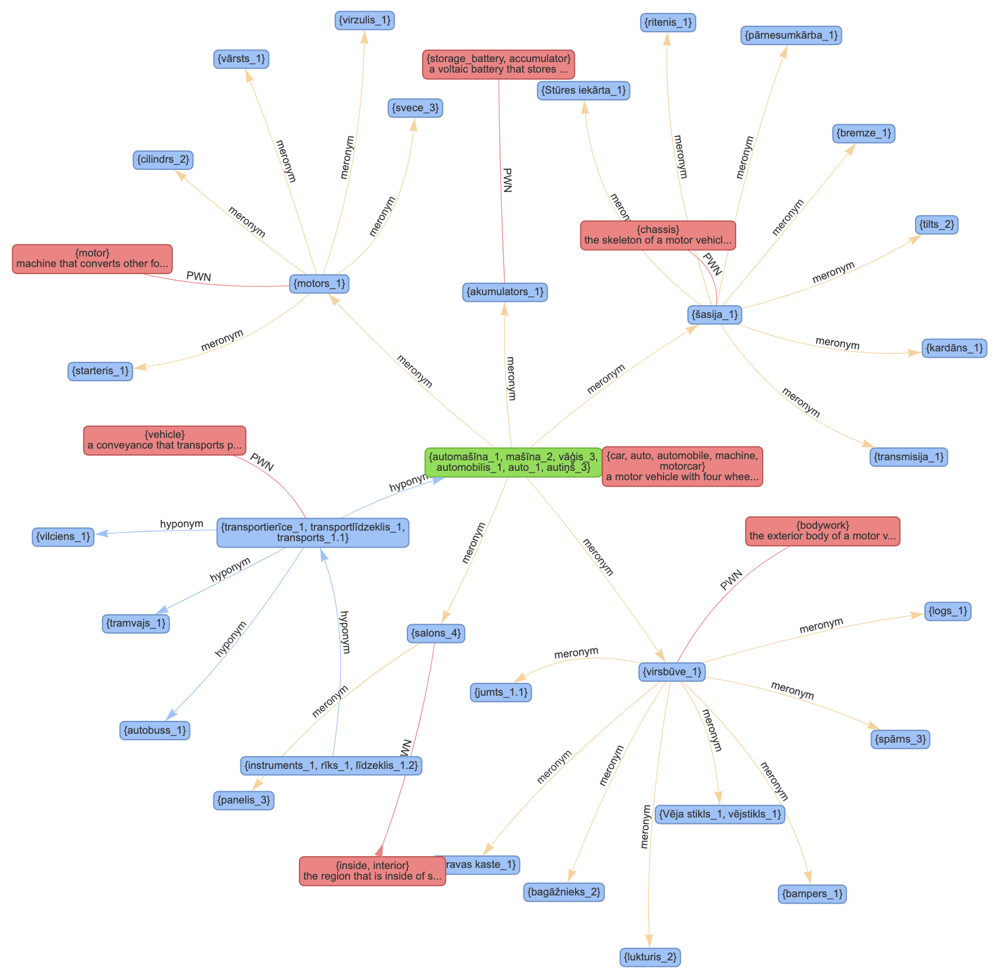 {virzulis_1}
{ritenis_1}
{pārnesumkārba_1}
{vārsts_1}
{storage_battery, accumulator}
a voltaic battery that stores ...
{Stūres iekārta_1}
{svece_3}
{bremze_1}
meronym
meronym
meronym
meronym
{cilindrs_2}
PWN
meronym
meronym
meronym
meronym
{tilts_2}
{chassis}
the skeleton of a motor vehicl...
{motor}
machine that converts other fo...
PWN
PWN
meronym
{motors_1}
{akumulators_1}
{šasija_1}
meronym
meronym
{kardāns_1}
{starteris_1}
meronym
meronym
meronym
meronym
{vehicle}
a conveyance that transports p...
PWN
{automašīna_1, mašīna_2, vāģis_3,
automobilis_1, auto_1, autiņš_3}
{car, auto, automobile, machine,
motorcar}
a motor vehicle with four whee...
{transmisija_1}
hyponym
hyponym
{vilciens_1}
{transportierīce_1, transportlīdzeklis_1,
transports_1.1}
{bodywork}
the exterior body of a motor v...
meronym
meronym
hyponym
PWN
{tramvajs_1}
hyponym
hyponym
{salons_4}
{logs_1}
meronym
meronym
{virsbūve_1}
{jumts_1.1}
meronym
meronym
meronym
{autobuss_1}
{spārns_3}
{instruments_1, rīks_1, līdzeklis_1.2}
WN
meronym
meronym
meronym
{panelis_3}
{Vēja stikls_1, vējstikls_1}
meronym
{inside, interior}
the region that is inside of s...
ravas kaste_1}
{bagāžnieks_2}
{bampers_1}
{lukturis_2}